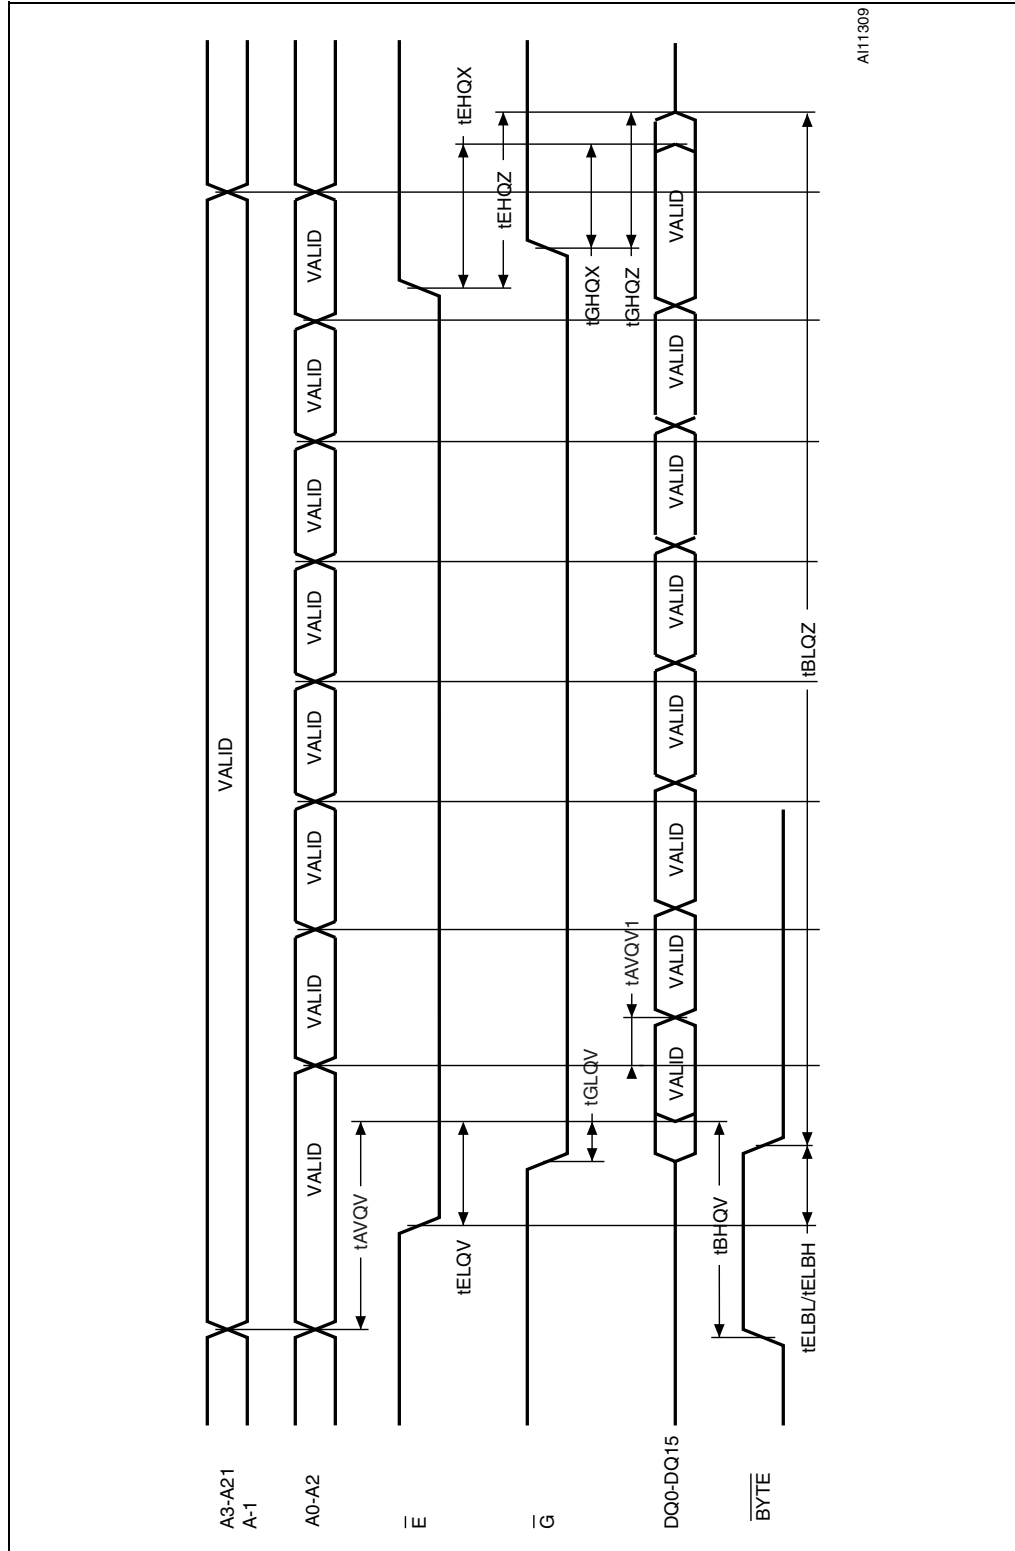 A3-A21
A-1
VALID
A0-A2
VALID
VALID
VALID
VALID
VALID
VALID
VALID
VALID
tAVQV
E
tELQV
tEHQX
tEHQZ
G
tGLQV
tGHQX
tAVQV1
tGHQZ
DQ0-DQ15
VALID
VALID
VALID
VALID
VALID
VALID
VALID
VALID
tBHQV
BYTE
tELBL/tELBH
tBLQZ
AI11309